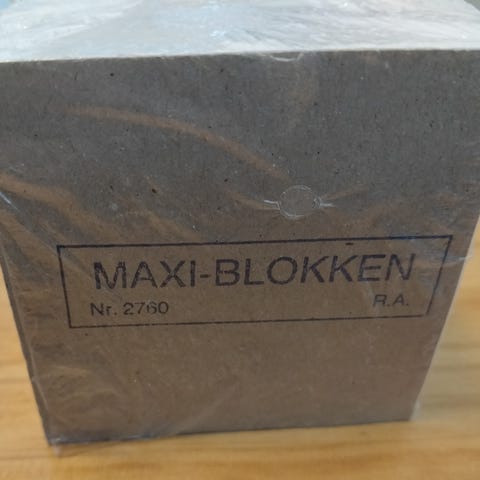 MAXI-BLOKKEN
Nr. 2760 R.A.